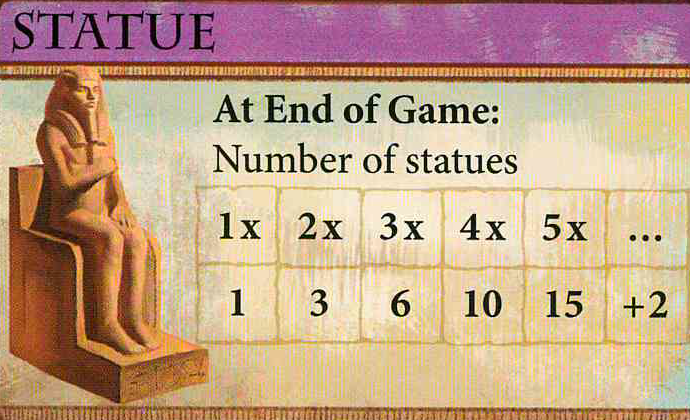 STATUE
At End of Game:
Number of statues
1x 2x 3x 4x 5x ...
1 3 6 10 15 +2